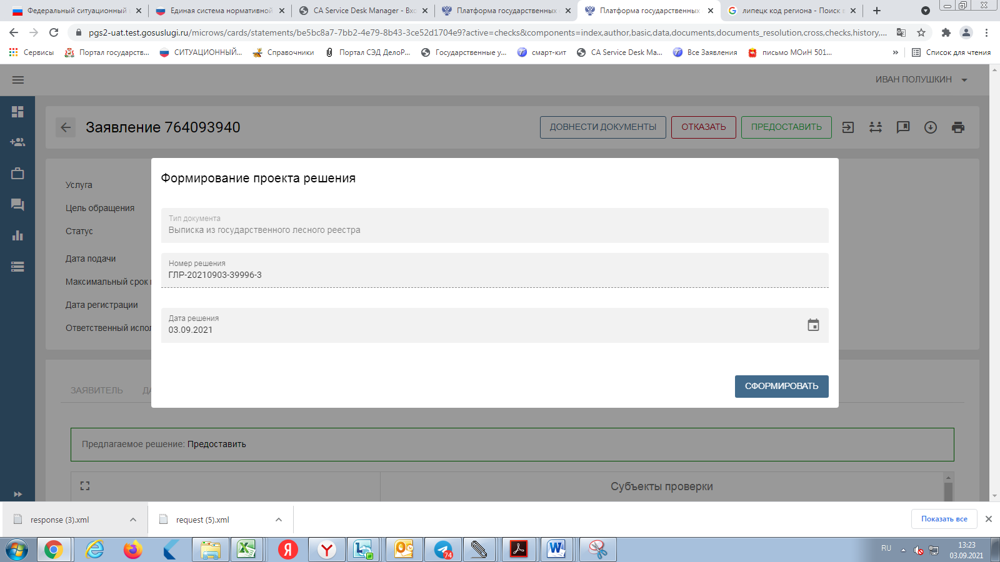 Федеральный ситуационный
Единая система нормативной
CA Service Desk Manager - Вхо
Платформа государственных
Платформа государственных
липецк код региона - Поиск в
pgs2-uat.test.gosuslugi.ru/microws/cards/statements/be5bc8a7-7bb2-4e79-8b43-3ce52d1704e9?active=checks&components=index,author,basic,data,documents,documents_resolution,cross,checks,history,...
Сервисы
Портал государств...
СИТУАЦИОННЫЙ...
Справочники
Портал СЭД ДелоР...
Государственные у...
смарт-кит
CA Service Desk Ma...
Все Заявления
письмо МОиН 501...
»
Список для чтения
ИВАН ПОЛУШКИН
Заявление 764093940
ДОВНЕСТИ ДОКУМЕНТЫ
ОТКАЗАТЬ
ПРЕДОСТАВИТЬ
Услуга
Цель обращения
Статус
Дата подачи
Максимальный срок
Дата регистрации
Ответственный испол
Формирование проекта решения
Тип документа
Выписка из государственного лесного реестра
Номер решения
ГЛР-20210903-39996-3
Дата решения
03.09.2021
СФОРМИРОВАТЬ
ЗАЯВИТЕЛЬ
ДА
Предлагаемое решение: Предоставить
Субъекты проверки
response (3).xml
request (5).xml
Показать все
74
RU
13:23
03.09.2021